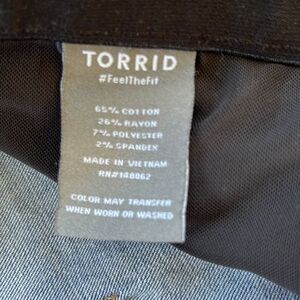 TORRID
#FeelTheFit
65% COTTON
26% RAYON
7% POLYESTER
2% SPANDEX
MADE IN VIETNAM
RN#148862
COLOR MAY TRANSFER
WHEN WORN OR WASHED